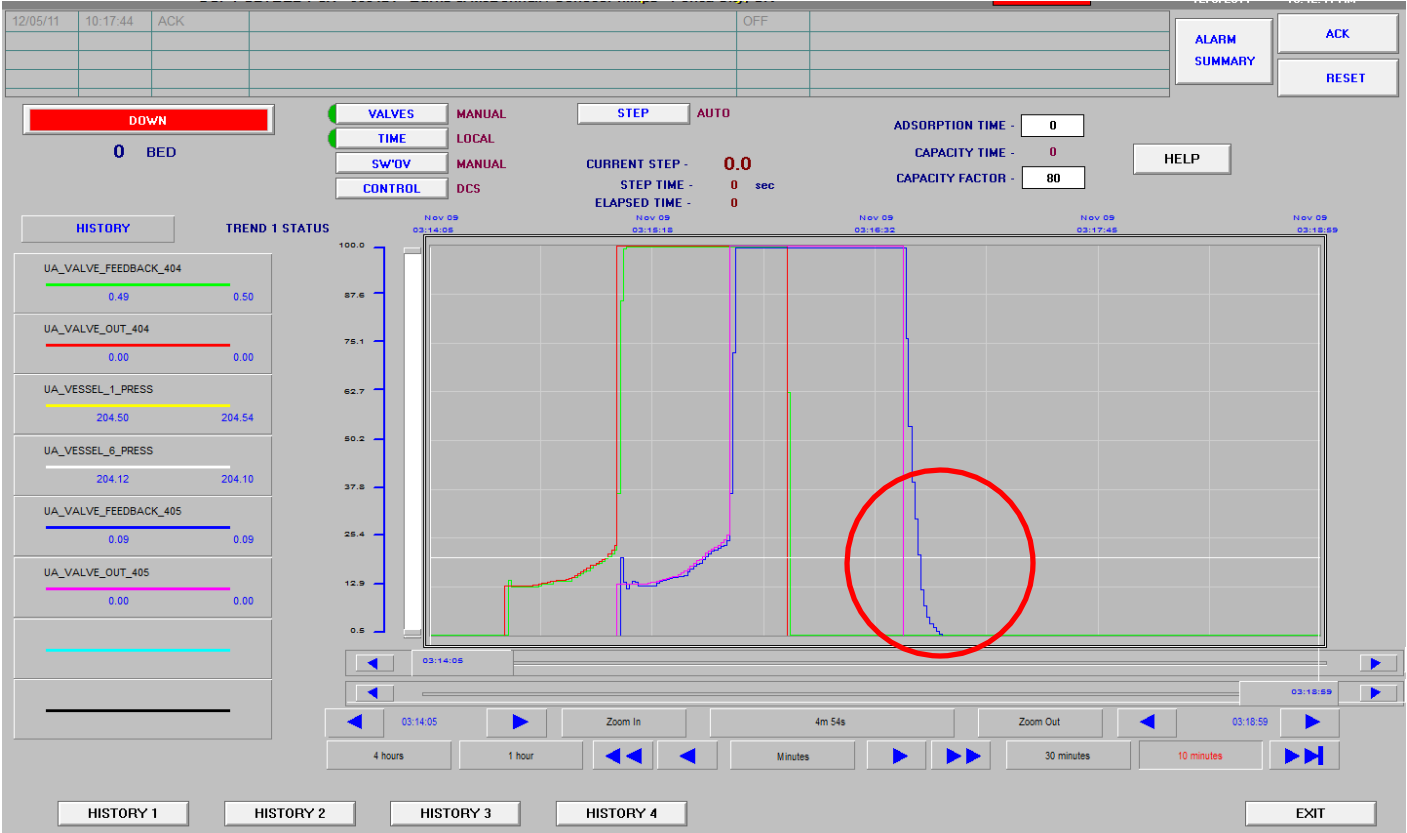 12/05/11 10:17:44 ACK OFF
ALARM SUMMARY
ACK
RESET
DOWN
0 BED
VALVES MANUAL
TIME LOCAL
SW'OV MANUAL
CONTROL DCS
STEP AUTO
CURRENT STEP - 0.0
STEP TIME - 0 sec
ELAPSED TIME - 0
ADSORPTION TIME - 0
CAPACITY TIME - 0
CAPACITY FACTOR - 80
HELP
HISTORY TREND 1 STATUS
Nov 09 Nov 09 Nov 09 Nov 09 Nov 09
03:14:05 03:15:18 03:16:32 03:17:45 03:18:59
100.0
87.6
75.1
62.7
50.2
37.8
25.4
12.9
0.5
UA_VALVE_FEEDBACK_404
0.49 0.50
UA_VALVE_OUT_404
0.00 0.00
UA_VESSEL_1_PRESS
204.50 204.54
UA_VESSEL_6_PRESS
204.12 204.10
UA_VALVE_FEEDBACK_405
0.09 0.09
UA_VALVE_OUT_405
0.00 0.00
03:14:05
03:18:59
03:14:05 Zoom In 4m 54s Zoom Out 03:18:59
4 hours 1 hour Minutes 30 minutes 10 minutes
HISTORY 1 HISTORY 2 HISTORY 3 HISTORY 4 EXIT